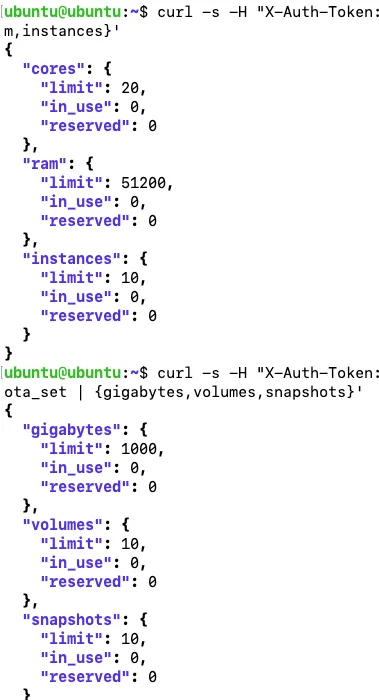 ubuntu@ubuntu:~$ curl -s -H "X-Auth-Token:
m,instances}'
{
  "cores": {
    "limit": 20,
    "in_use": 0,
    "reserved": 0
  },
  "ram": {
    "limit": 51200,
    "in_use": 0,
    "reserved": 0
  },
  "instances": {
    "limit": 10,
    "in_use": 0,
    "reserved": 0
  }
}
ubuntu@ubuntu:~$ curl -s -H "X-Auth-Token:
ota_set | {gigabytes,volumes,snapshots}'
{
  "gigabytes": {
    "limit": 1000,
    "in_use": 0,
    "reserved": 0
  },
  "volumes": {
    "limit": 10,
    "in_use": 0,
    "reserved": 0
  },
  "snapshots": {
    "limit": 10,
    "in_use": 0,
    "reserved": 0
  }